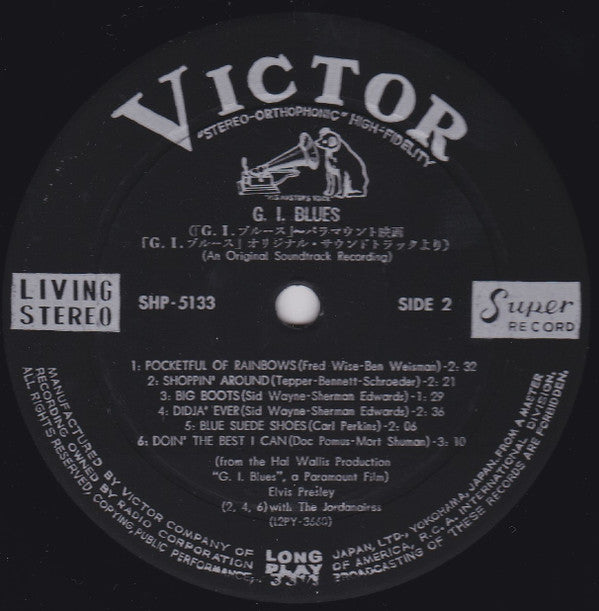 VICTOR
"STEREO-ORTHOPHONIC" HIGH-FIDELITY
"HIS MASTER'S VOICE"
G. I. BLUES
(「G. I. ブルース」〜パラマウント映画
「G. I. ブルース」オリジナル・サウンドトラックより)
(An Original Soundtrack Recording)
LIVING STEREO
SHP-5133
SIDE 2
Super RECORD
1: POCKETFUL OF RAINBOWS (Fred Wise-Ben Weisman)-2: 32
2: SHOPPIN' AROUND (Tepper-Bennett-Schroeder)-2: 21
3: BIG BOOTS (Sid Wayne-Sherman Edwards)-1: 29
4: DIDJA' EVER (Sid Wayne-Sherman Edwards)-2: 36
5: BLUE SUEDE SHOES (Carl Perkins)-2: 06
6: DOIN' THE BEST I CAN (Doc Pomus-Mort Shuman)-3: 10
(from the Hal Wallis Production
"G. I. Blues", a Paramount Film)
Elvis Presley
(2, 4, 6) with The Jordanaires
(L2PY-3683)
LONG PLAY
33⅓
MANUFACTURED BY VICTOR COMPANY OF JAPAN, LTD., YOKOHAMA, JAPAN, FROM A MASTER
RECORDING OWNED BY RADIO CORPORATION OF AMERICA, R.C.A. INTERNATIONAL DIVISION.
ALL RIGHTS RESERVED, COPYING, PUBLIC PERFORMANCE, BROADCASTING OF THESE RECORDS ARE FORBIDDEN.